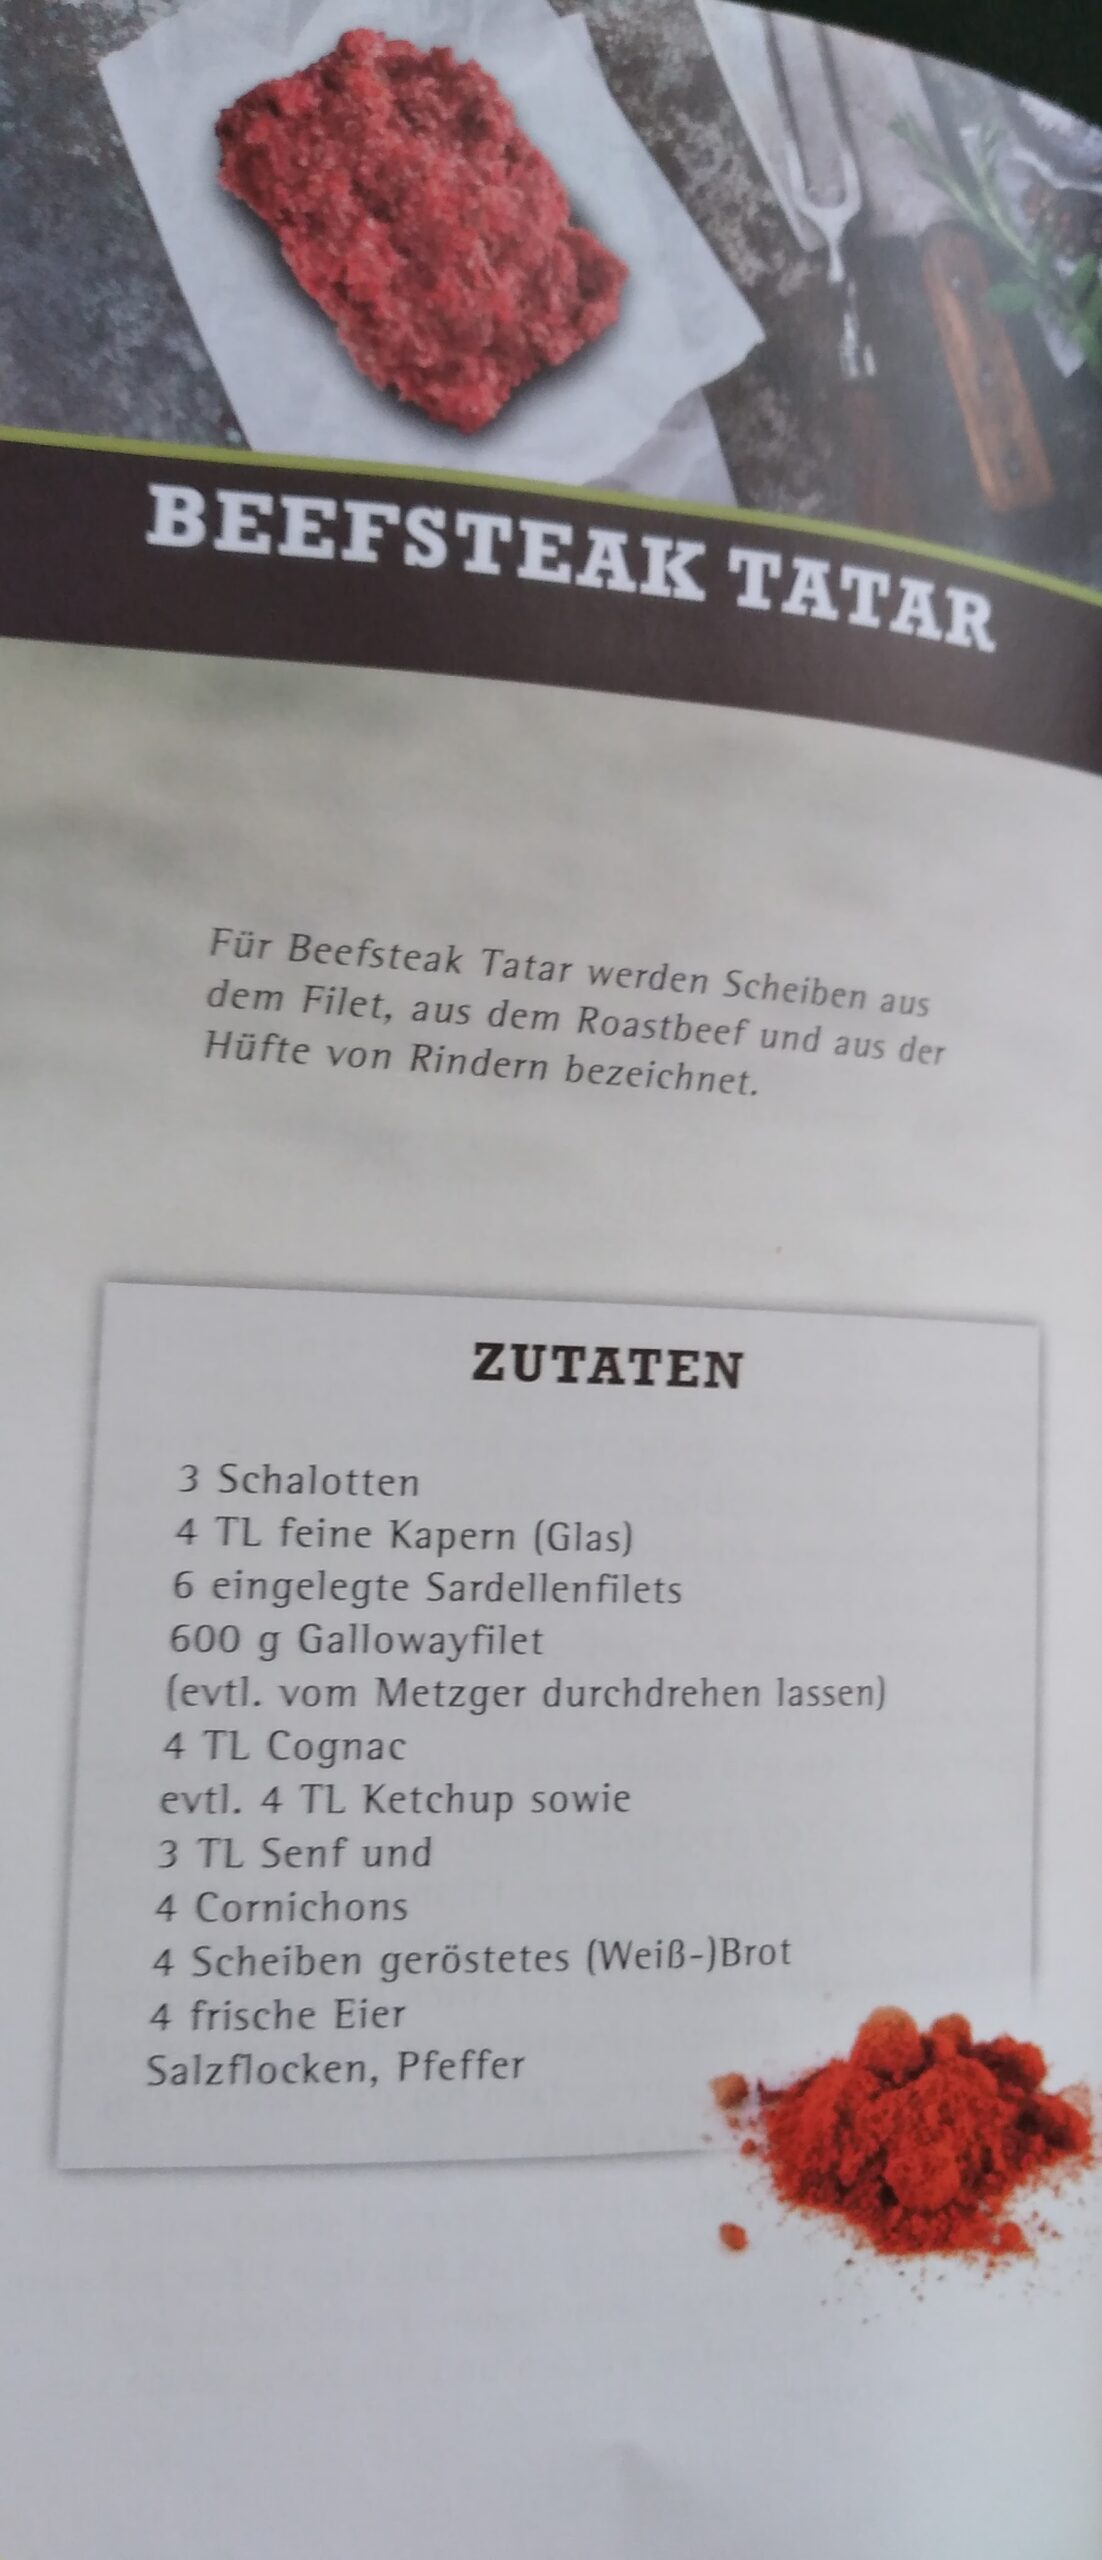 BEEFSTEAK TATAR
Für Beefsteak Tatar werden Scheiben aus
dem Filet, aus dem Roastbeef und aus der
Hüfte von Rindern bezeichnet.
ZUTATEN
3 Schalotten
4 TL feine Kapern (Glas)
6 eingelegte Sardellenfilets
600 g Gallowayfilet
(evtl. vom Metzger durchdrehen lassen)
4 TL Cognac
evtl. 4 TL Ketchup sowie
3 TL Senf und
4 Cornichons
4 Scheiben geröstetes (Weiß-)Brot
4 frische Eier
Salzflocken, Pfeffer